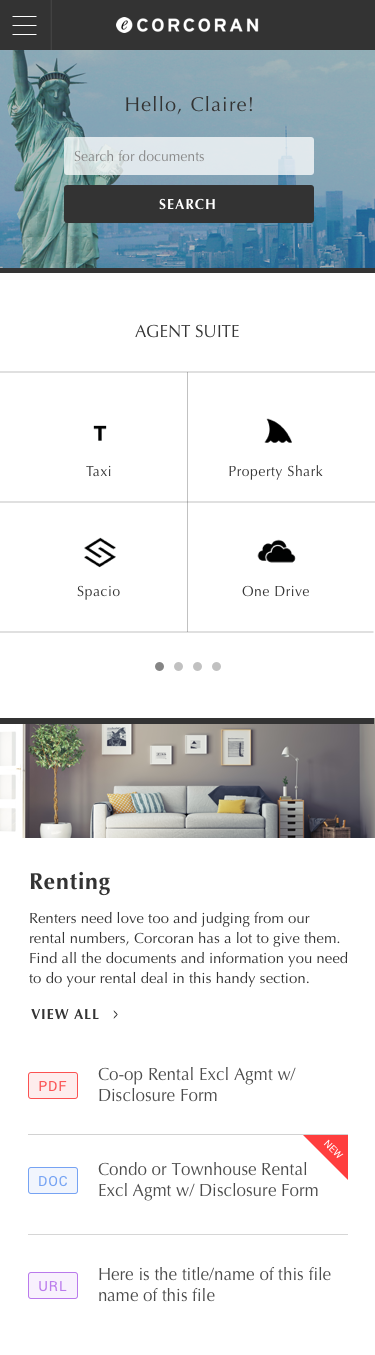 CORCORAN
Hello, Claire!
Search for documents
SEARCH
AGENT SUITE
T
Taxi
Property Shark
Spacio
One Drive
Renting
Renters need love too and judging from our
rental numbers, Corcoran has a lot to give them.
Find all the documents and information you need
to do your rental deal in this handy section.
VIEW ALL >
PDF
Co-op Rental Excl Agmt w/
Disclosure Form
NEW
DOC
Condo or Townhouse Rental
Excl Agmt w/ Disclosure Form
URL
Here is the title/name of this file
name of this file